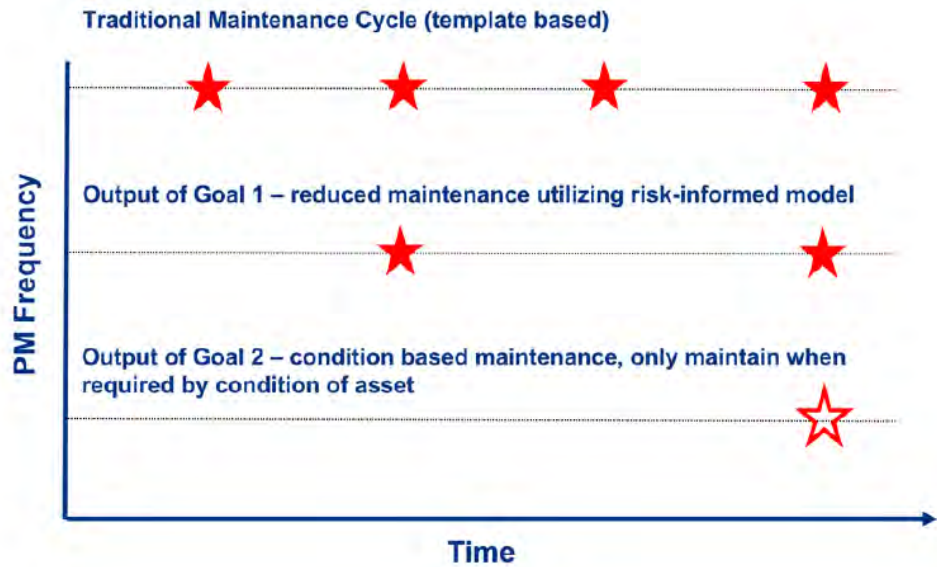 Traditional Maintenance Cycle (template based)
Output of Goal 1 – reduced maintenance utilizing risk-informed model
Output of Goal 2 – condition based maintenance, only maintain when
required by condition of asset
PM Frequency
Time